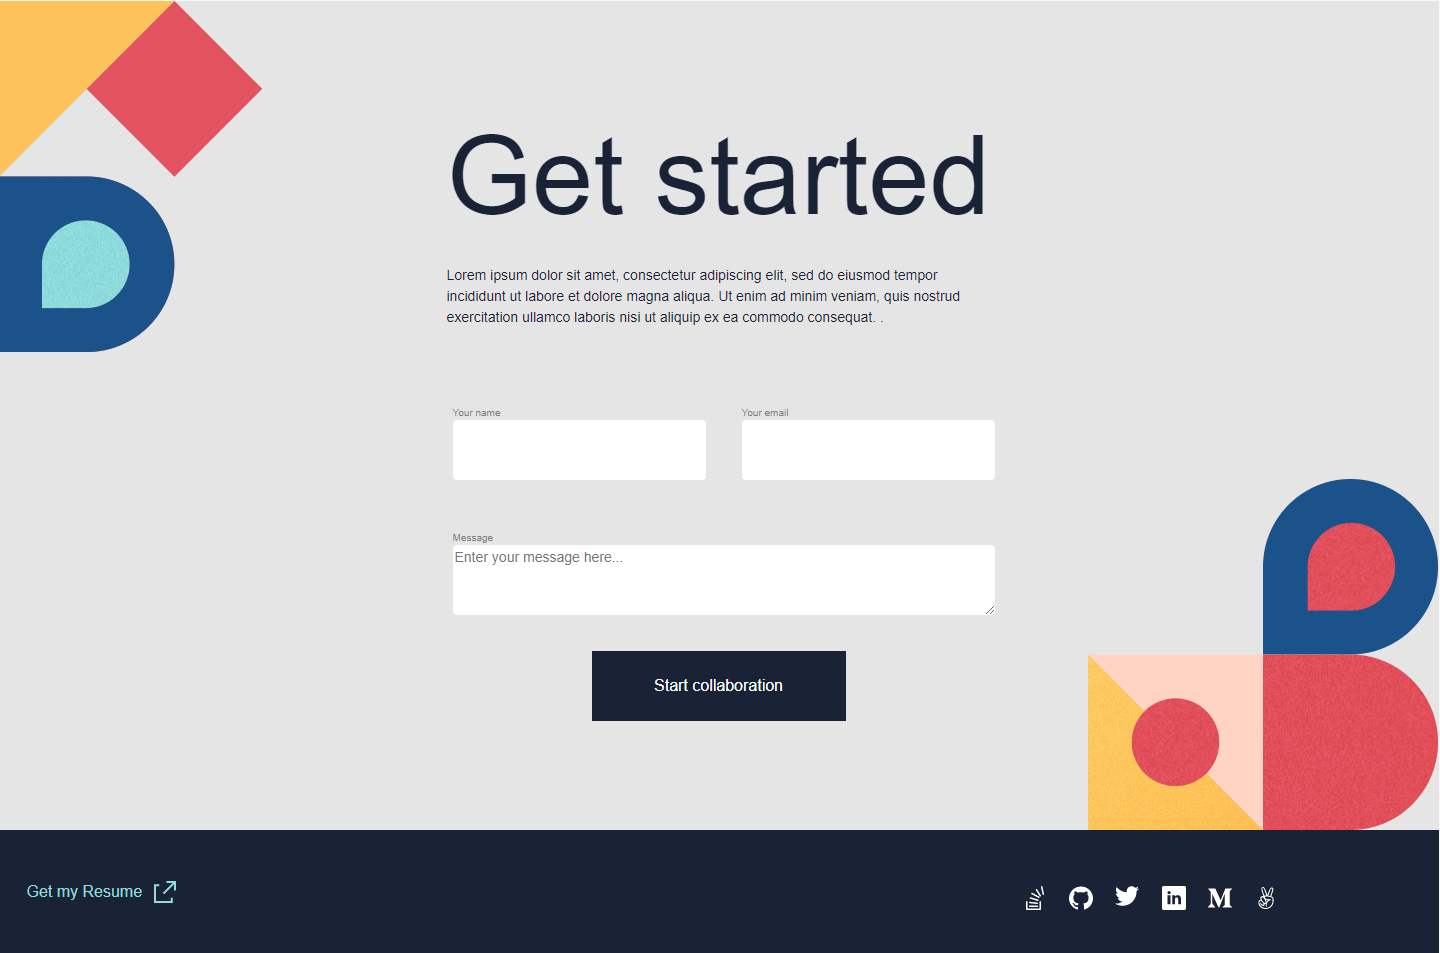 Get started
Lorem ipsum dolor sit amet, consectetur adipiscing elit, sed do eiusmod tempor
incididunt ut labore et dolore magna aliqua. Ut enim ad minim veniam, quis nostrud
exercitation ullamco laboris nisi ut aliquip ex ea commodo consequat. .
Your name
Your email
Message
Enter your message here...
Start collaboration
Get my Resume